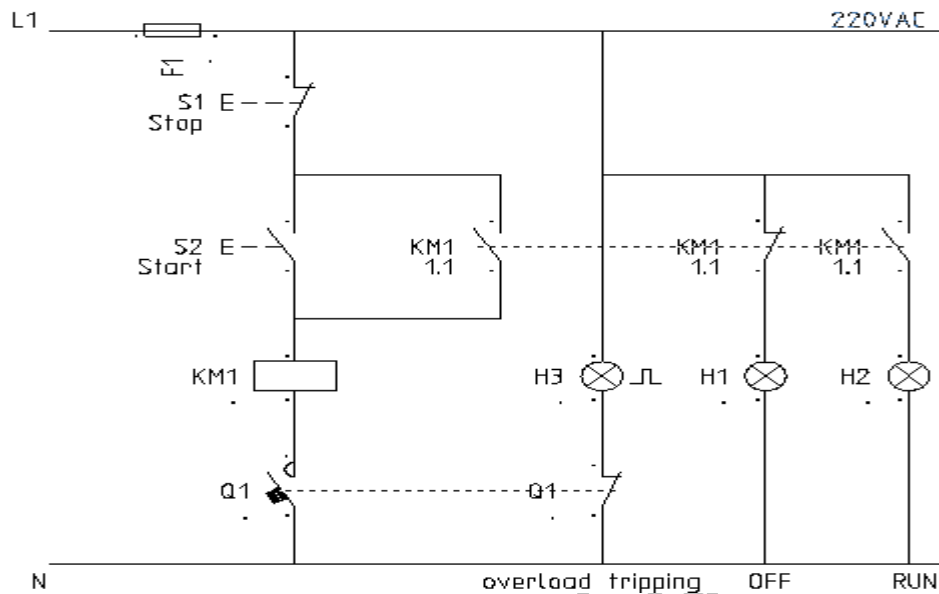 L1
220VAC
F1
S1 E
Stop
S2 E
Start
KM1
1.1
KM1
1.1
KM1
1.1
KM1
H3
H1
H2
Q1
Q1
N
overload tripping
OFF
RUN